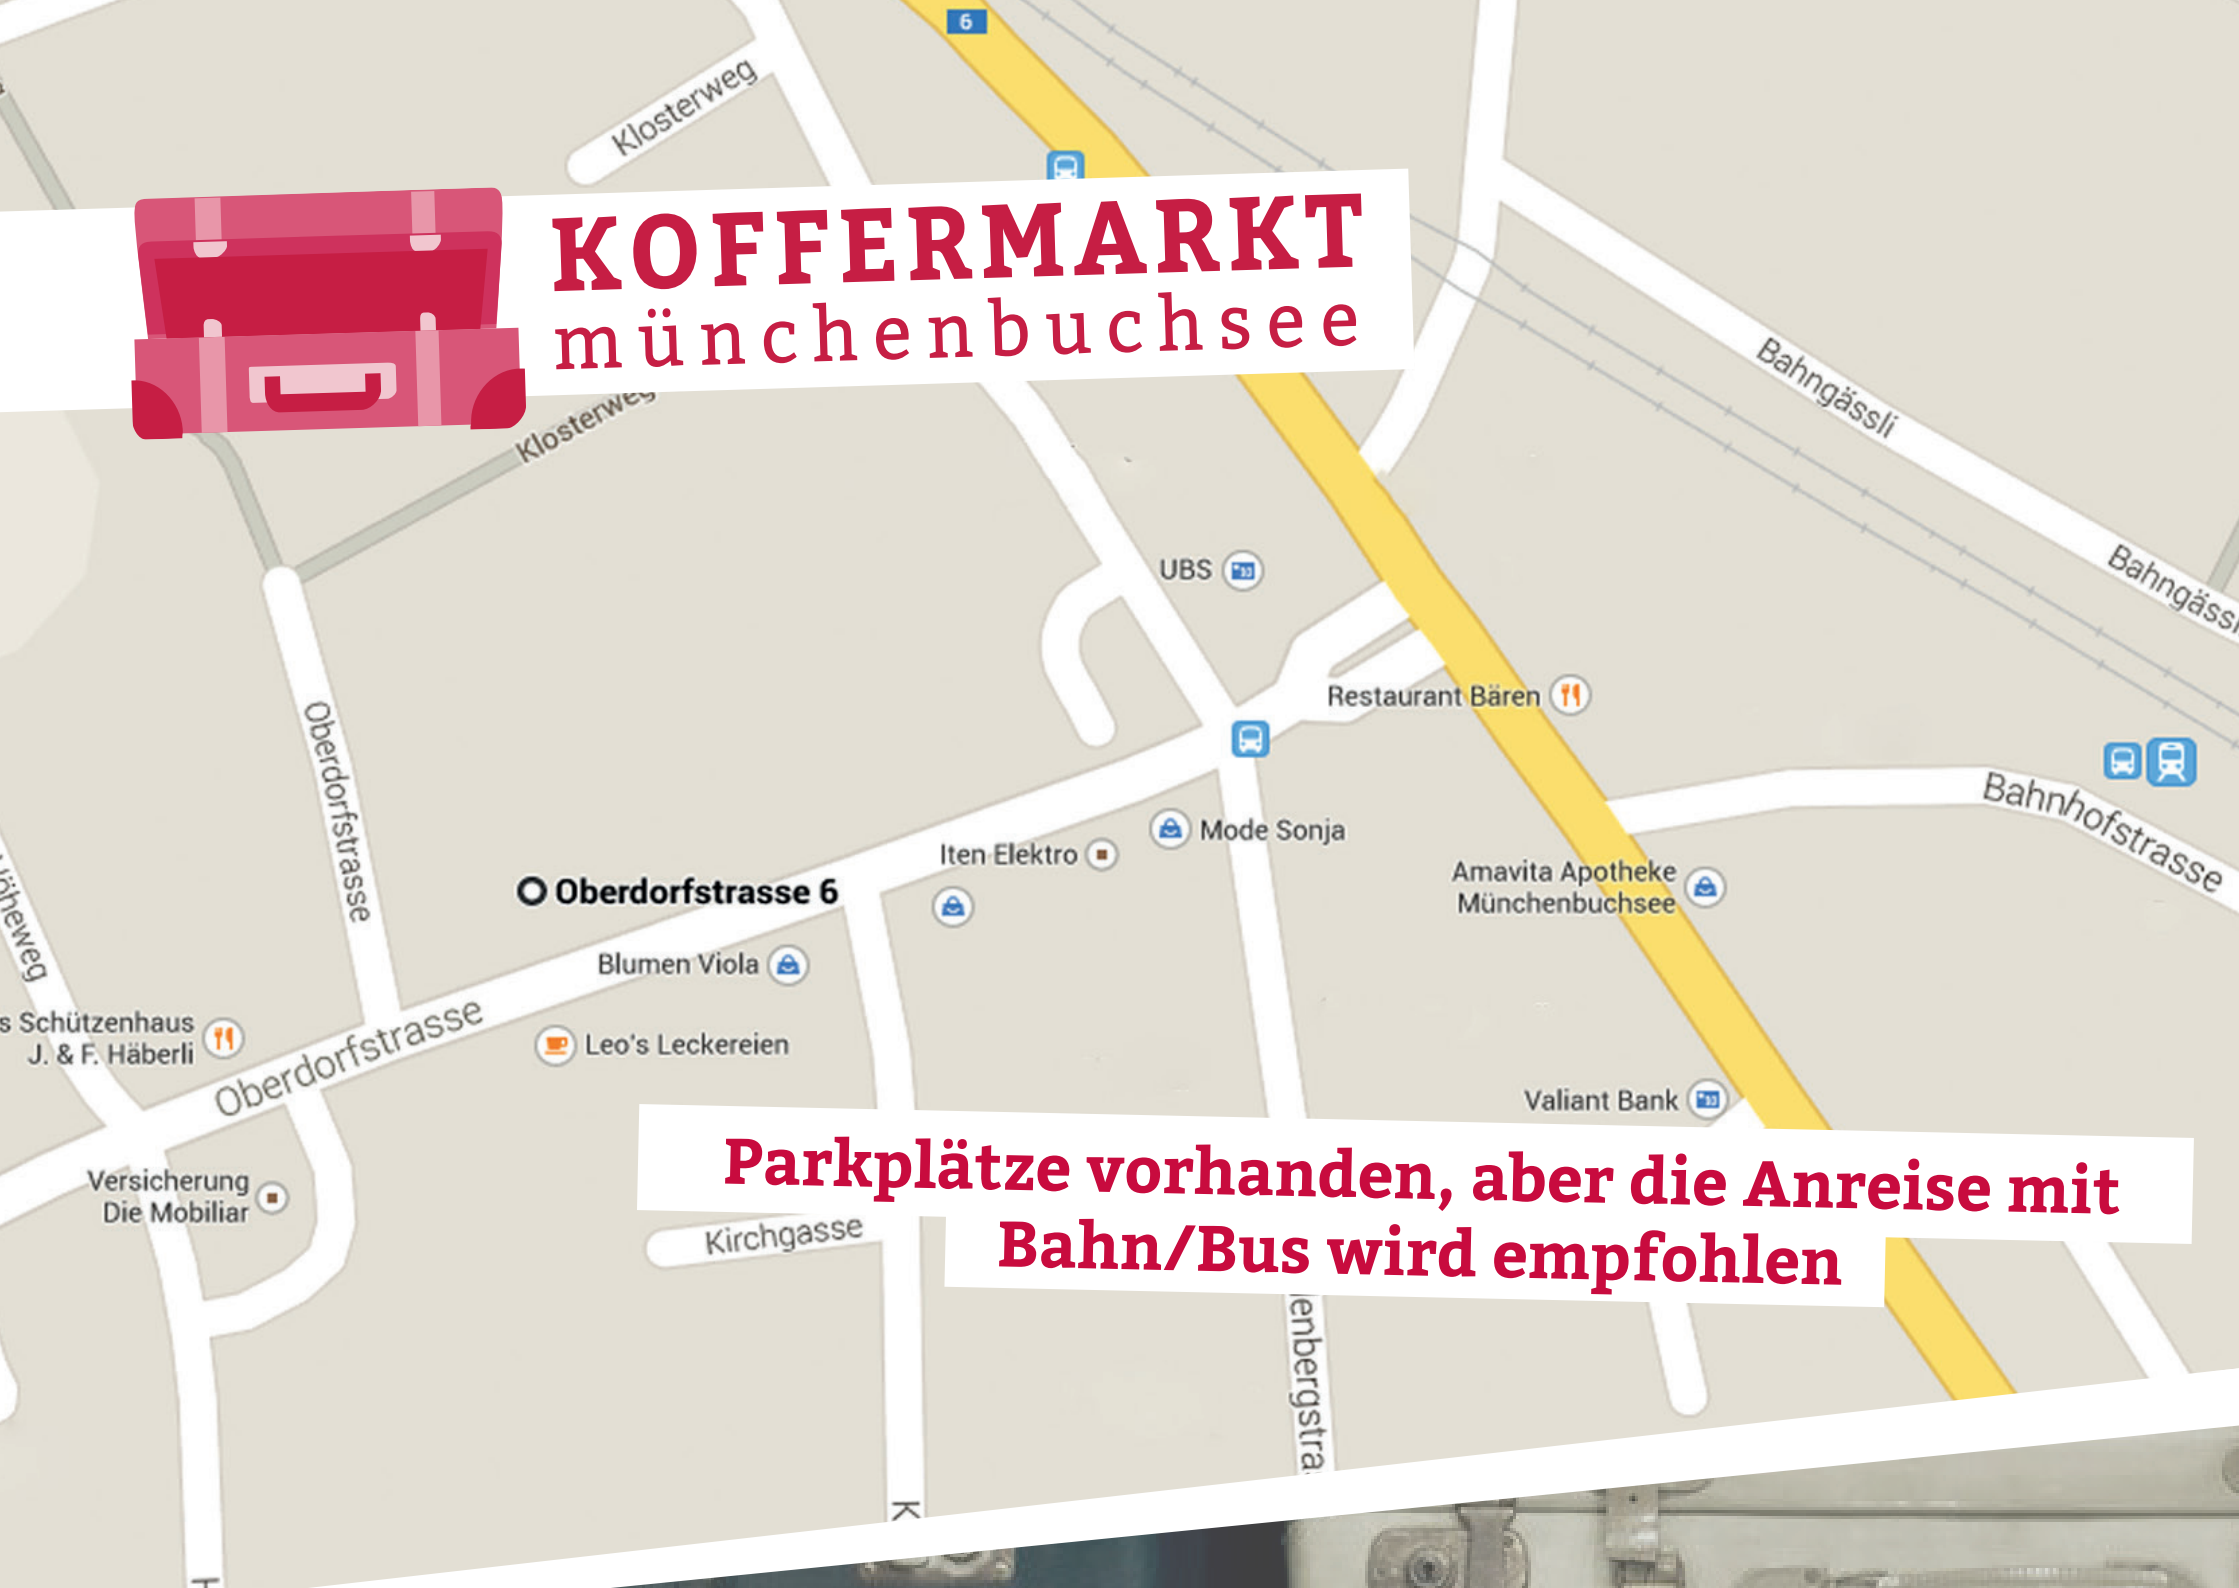 6
Klosterweg
KOFFERMARKT
münchenbuchsee
Klosterweg
Bahngässli
Bahngässli
UBS
Restaurant Bären
Oberdorfstrasse
Bahnhofstrasse
Mode Sonja
Iten Elektro
Amavita Apotheke
Münchenbuchsee
Oberdorfstrasse 6
Blumen Viola
Höheweg
s Schützenhaus
J. & F. Häberli
Oberdorfstrasse
Leo's Leckereien
Valiant Bank
Parkplätze vorhanden, aber die Anreise mit
Bahn/Bus wird empfohlen
Versicherung
Die Mobiliar
Kirchgasse
enbergstra
K